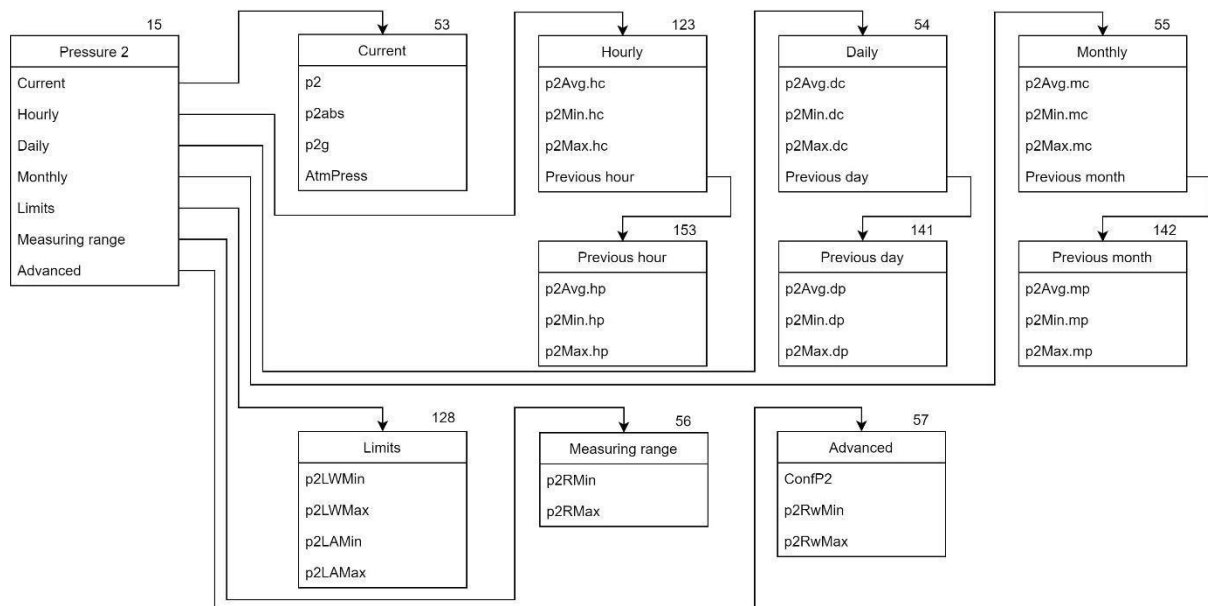 15
Pressure 2
Current
Hourly
Daily
Monthly
Limits
Measuring range
Advanced
53
Current
p2
p2abs
p2g
AtmPress
123
Hourly
p2Avg.hc
p2Min.hc
p2Max.hc
Previous hour
54
Daily
p2Avg.dc
p2Min.dc
p2Max.dc
Previous day
55
Monthly
p2Avg.mc
p2Min.mc
p2Max.mc
Previous month
153
Previous hour
p2Avg.hp
p2Min.hp
p2Max.hp
141
Previous day
p2Avg.dp
p2Min.dp
p2Max.dp
142
Previous month
p2Avg.mp
p2Min.mp
p2Max.mp
128
Limits
p2LWMin
p2LWMax
p2LAMin
p2LAMax
56
Measuring range
p2RMin
p2RMax
57
Advanced
ConfP2
p2RwMin
p2RwMax